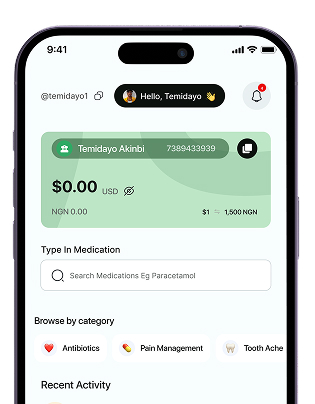 9:41
@temidayo1
Hello, Temidayo 👋
Temidayo Akinbi 7389433939
$0.00 USD
NGN 0.00 $1 ⇋ 1,500 NGN
Type In Medication
Search Medications Eg Paracetamol
Browse by category
Antibiotics Pain Management Tooth Ache
Recent Activity